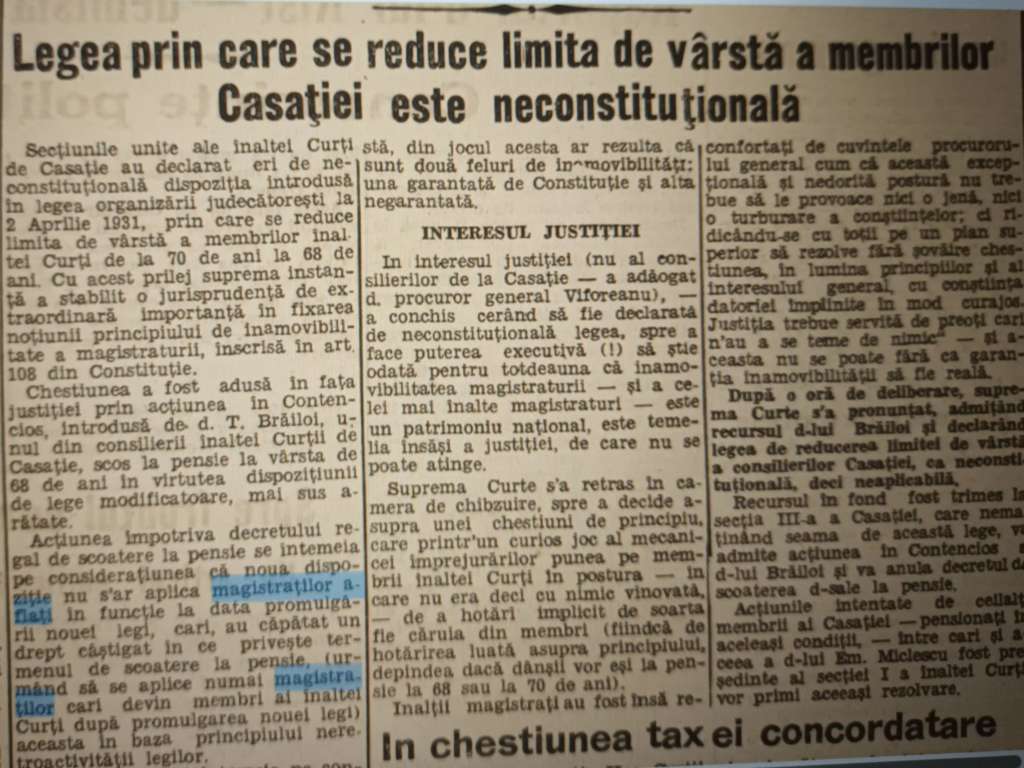 Legea prin care se reduce limita de vârstă a membrilor
Casaţiei este neconstituţională
Secţiunile unite ale înaltei Curţi
de Casaţie au declarat eri de ne-
constituţională dispoziţia introdusă
în legea organizării judecătoreşti la
2 Aprilie 1931, prin care se reduce
limita de vârstă a membrilor înal-
tei Curţi de la 70 de ani la 68 de
ani. Cu acest prilej suprema instan-
ţă a stabilit o jurisprudenţă de ex-
traordinară importanţă în fixarea
noţiunii principiului de inamovibili-
tate a magistraturii, înscrisă în art.
108 din Constituţie.
Chestiunea a fost adusă în faţa
justiţiei prin acţiunea în Conten-
cios, introdusă de d. T. Brăiloi, u-
nul din consilierii înaltei Curţii de
Casaţie, scos la pensie la vârsta de
68 de ani în virtutea dispoziţiunii
de lege modificatoare, mai sus a-
rătate.
Acţiunea împotriva decretului re-
gal de scoatere la pensie se întemeia
pe consideraţiunea că noua dispo-
ziţie nu s'ar aplica magistraţilor a-
flaţi în funcţie la data promulgă-
rii nouei legi, cari, au căpătat un
drept câştigat în ce priveşte ter-
menul de scoatere la pensie, (ur-
mând să se aplice numai magistra-
ţilor cari devin membri ai înaltei
Curţi după promulgarea nouei legi)
aceasta în baza principiului nere-
troactivităţii legilor.
stă, din jocul acesta ar rezulta că
sunt două feluri de inamovibilităţi:
una garantată de Constituţie şi alta
negarantată.
INTERESUL JUSTIŢIEI
In interesul justiţiei (nu al con-
silierilor de la Casaţie — a adăogat
d. procuror general Viforeanu), —
a conchis cerând să fie declarată
de neconstituţională legea, spre a
face puterea executivă (!) să ştie
odată pentru totdeauna că inamo-
vibilitatea magistraturii — şi a ce-
lei mai înalte magistraturi — este
un patrimoniu naţional, este teme-
lia însăşi a justiţiei, de care nu se
poate atinge.
Suprema Curte s'a retras în ca-
mera de chibzuire, spre a decide a-
supra unei chestiuni de principiu,
care printr'un curios joc al mecani-
cei împrejurărilor punea pe mem-
brii înaltei Curţi în postura — în
care nu erau deci cu nimic vinovaţă,
— de a hotărî implicit de soarta
fie căruia din membri (fiindcă de
hotărîrea luată asupra principiului,
depindea dacă dânşii vor eşi la pen-
sie la 68 sau la 70 de ani).
Inalţii magistraţi au fost însă re-
confortaţi de cuvintele procuroru-
lui general cum că această excep-
ţională şi nedorită postură nu tre-
bue să le provoace nici o jenă, nici
o turburare a conştiinţelor; ci ri-
dicându-se cu toţii pe un plan su-
perior să rezolve fără şovăire ches-
tiunea, în lumina principiilor şi al
interesului general, cu conştiinţa
datoriei împlinite în mod curajos.
Justiţia trebue servită de preoţi cari
n'au a se teme de nimic" — şi a-
ceasta nu se poate fără ca garan-
ţia inamovibilităţii să fie reală.
După o oră de deliberare, supre-
ma Curte s'a pronunţat, admiţând
recursul d-lui Brăiloi şi declarând
legea de reducerea limitei de vârstă
a consilierilor Casaţiei, ca neconsti-
tuţională, deci neaplicabilă.
Recursul în fond fost trimes la
secţia III-a a Casaţiei, care nema
ţinând seama de această lege, va
admite acţiunea în Contencios a
d-lui Brăiloi şi va anula decretul de
scoaterea d-sale la pensie.
Acţiunile intentate de ceilalţi
membrii ai Casaţiei — pensionaţi în
aceleaşi condiţii, — între cari şi a
ceea a d-lui Em. Miclescu fost pre
şedinte al secţiei I a înaltei Curţi
vor primi aceeaşi rezolvare.
In chestiunea taxei concordatare